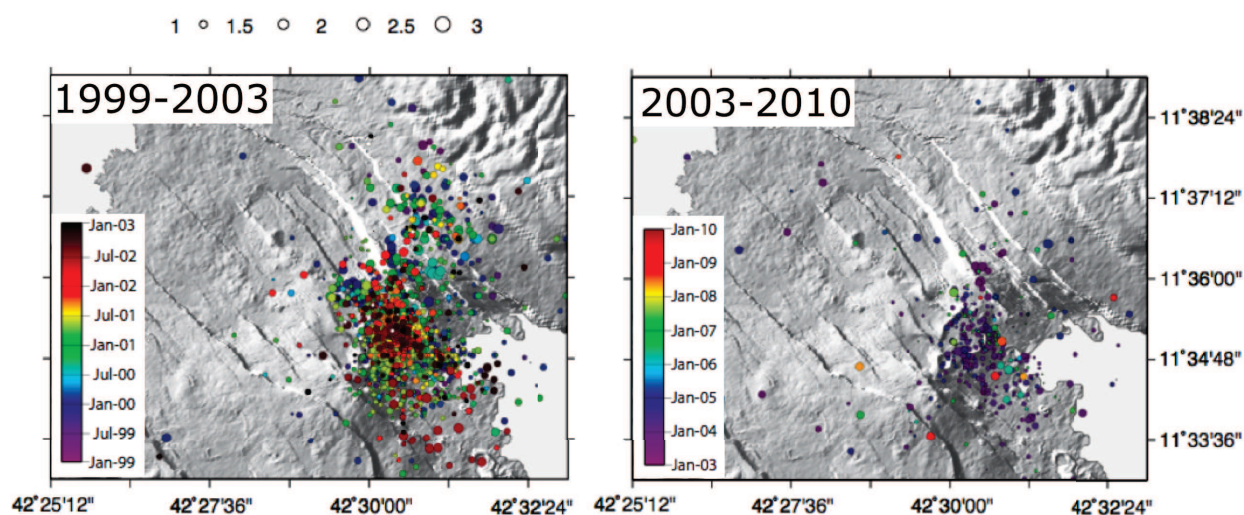 1 1.5 2 2.5 3
1999-2003
2003-2010
11°38'24"
11°37'12"
11°36'00"
11°34'48"
11°33'36"
Jan-03
Jul-02
Jan-02
Jul-01
Jan-01
Jul-00
Jan-00
Jul-99
Jan-99
Jan-10
Jan-09
Jan-08
Jan-07
Jan-06
Jan-05
Jan-04
Jan-03
42°25'12" 42°27'36" 42°30'00" 42°32'24"
42°25'12" 42°27'36" 42°30'00" 42°32'24"